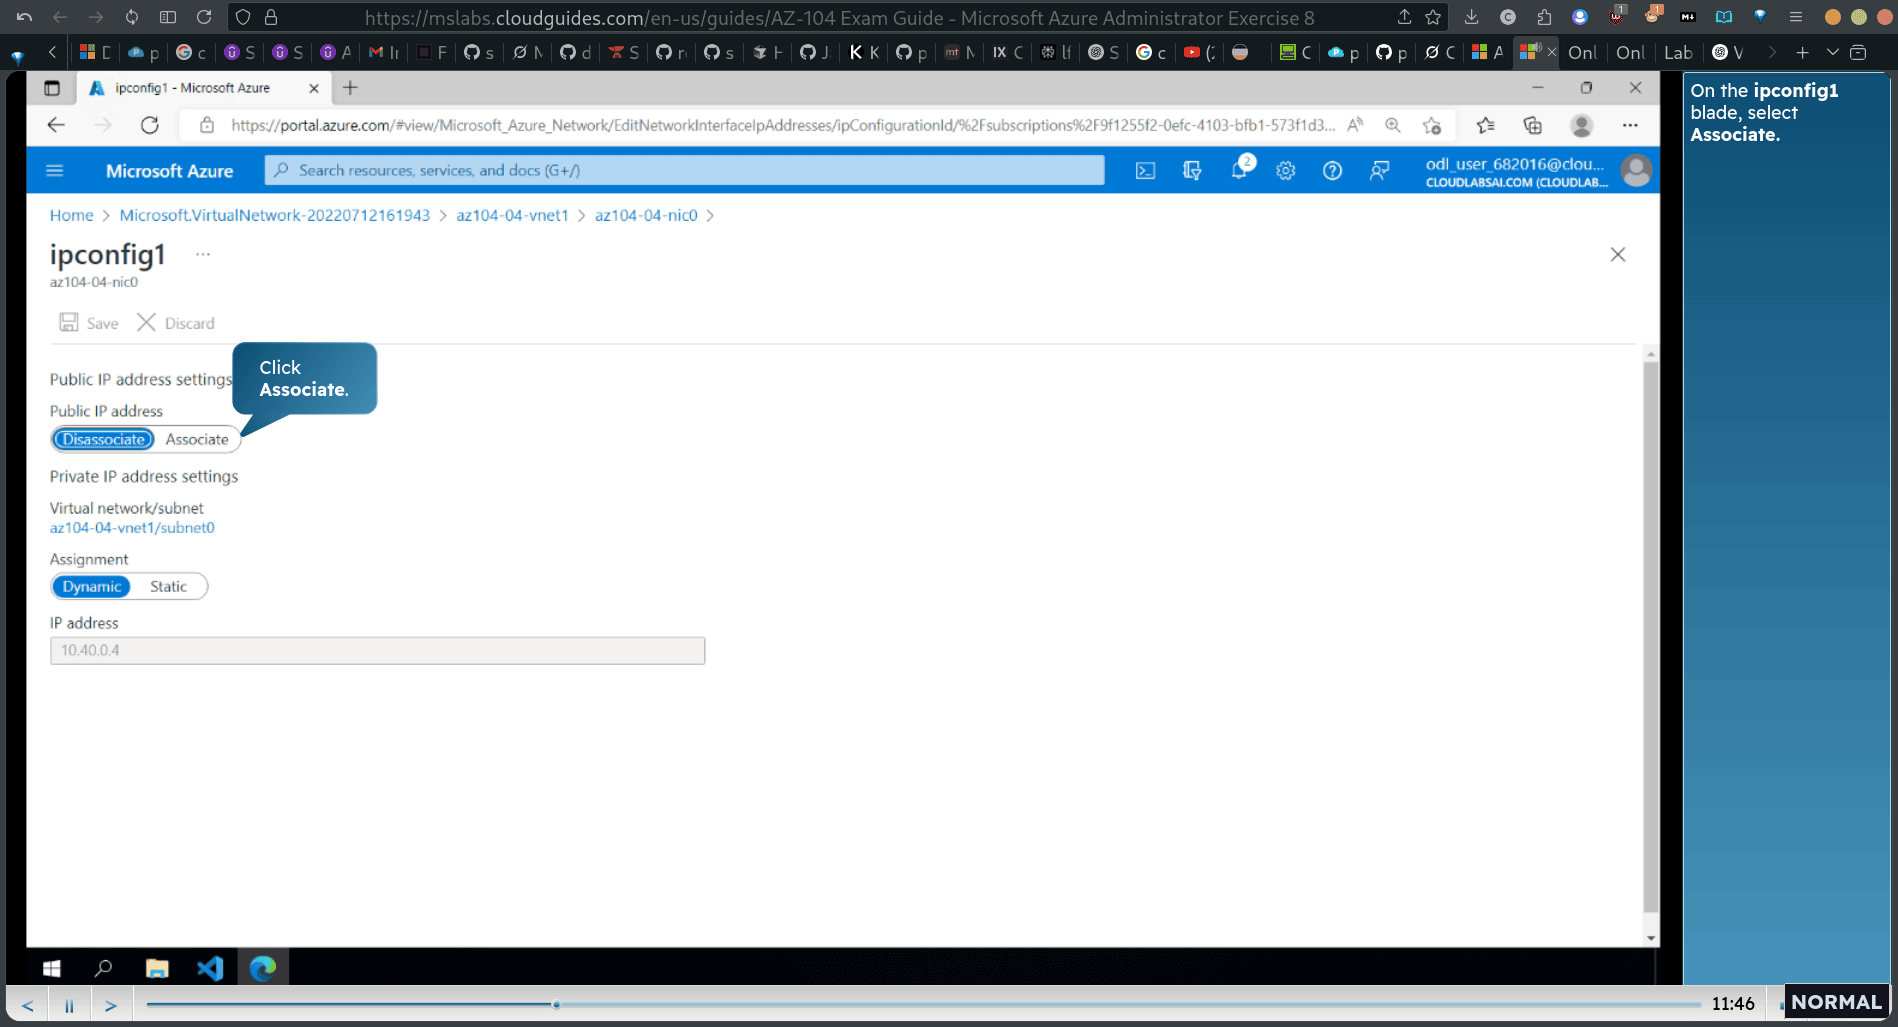 https://mslabs.cloudguides.com/en-us/guides/AZ-104 Exam Guide - Microsoft Azure Administrator Exercise 8
Onl
Onl
Lab
ipconfig1 - Microsoft Azure
https://portal.azure.com/#view/Microsoft_Azure_Network/EditNetworkInterfaceIpAddresses/ipConfigurationId/%2Fsubscriptions%2F9f1255f2-0efc-4103-bfb1-573f1d3...
Microsoft Azure
Search resources, services, and docs (G+/)
2
odl_user_682016@clou...
CLOUDLABSAI.COM (CLOUDLAB...
Home > Microsoft.VirtualNetwork-20220712161943 > az104-04-vnet1 > az104-04-nic0 >
ipconfig1 ...
az104-04-nic0
Save
Discard
Click
Associate.
Public IP address settings
Public IP address
Disassociate
Associate
Private IP address settings
Virtual network/subnet
az104-04-vnet1/subnet0
Assignment
Dynamic
Static
IP address
10.40.0.4
On the ipconfig1
blade, select
Associate.
11:46
NORMAL